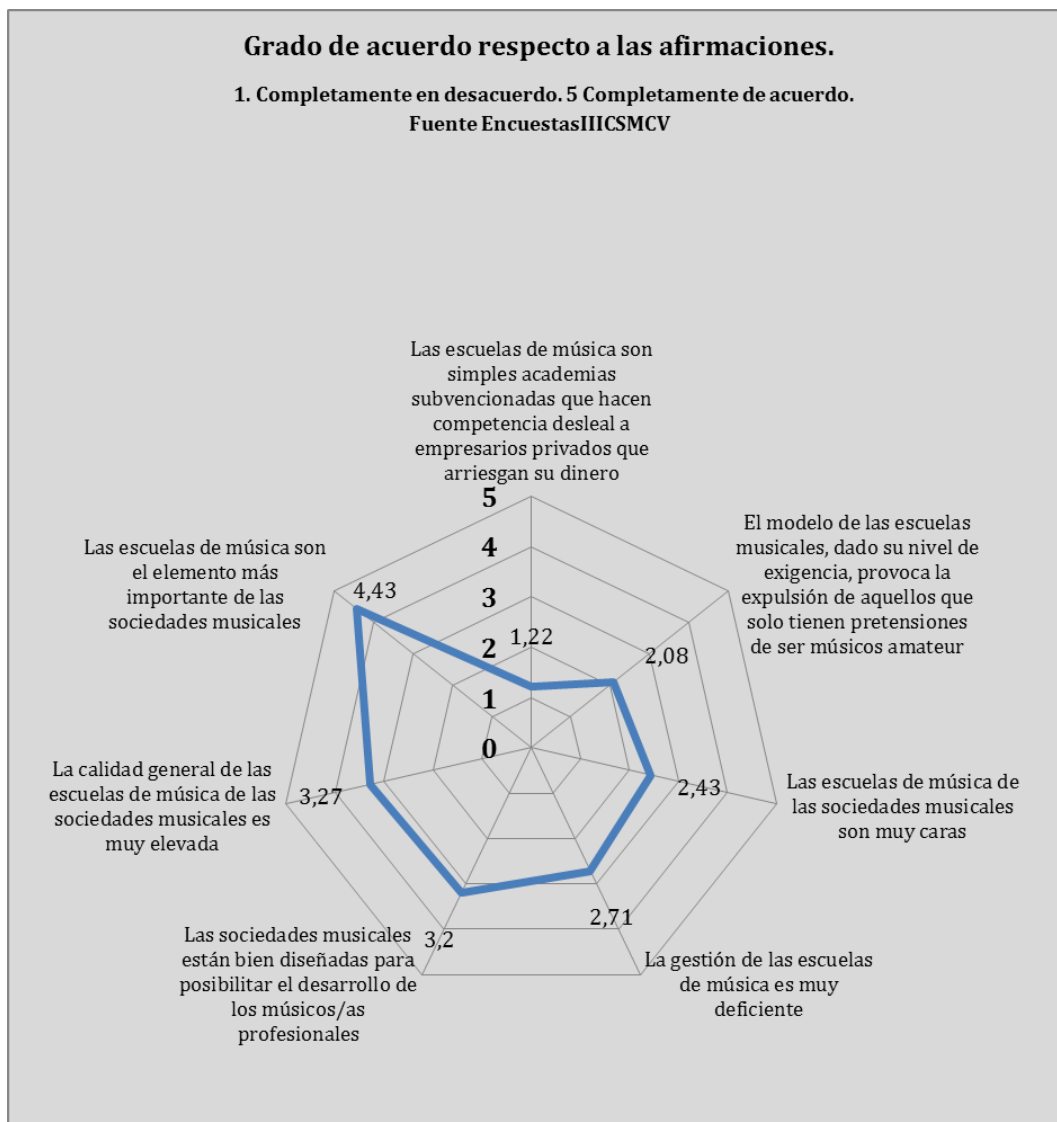 Grado de acuerdo respecto a las afirmaciones.
1. Completamente en desacuerdo. 5 Completamente de acuerdo.
Fuente EncuestasIIICSMCV
Las escuelas de música son
simples academias
subvencionadas que hacen
competencia desleal a
empresarios privados que
arriesgan su dinero
5
4
3
2
1
0
1,22
El modelo de las escuelas
musicales, dado su nivel de
exigencia, provoca la
expulsión de aquellos que
solo tienen pretensiones
de ser músicos amateur
2,08
Las escuelas de música de
las sociedades musicales
son muy caras
2,43
La gestión de las escuelas
de música es muy
deficiente
2,71
Las sociedades musicales
están bien diseñadas para
posibilitar el desarrollo de
los músicos/as
profesionales
3,2
La calidad general de las
escuelas de música de las
sociedades musicales es
muy elevada
3,27
Las escuelas de música son
el elemento más
importante de las
sociedades musicales
4,43